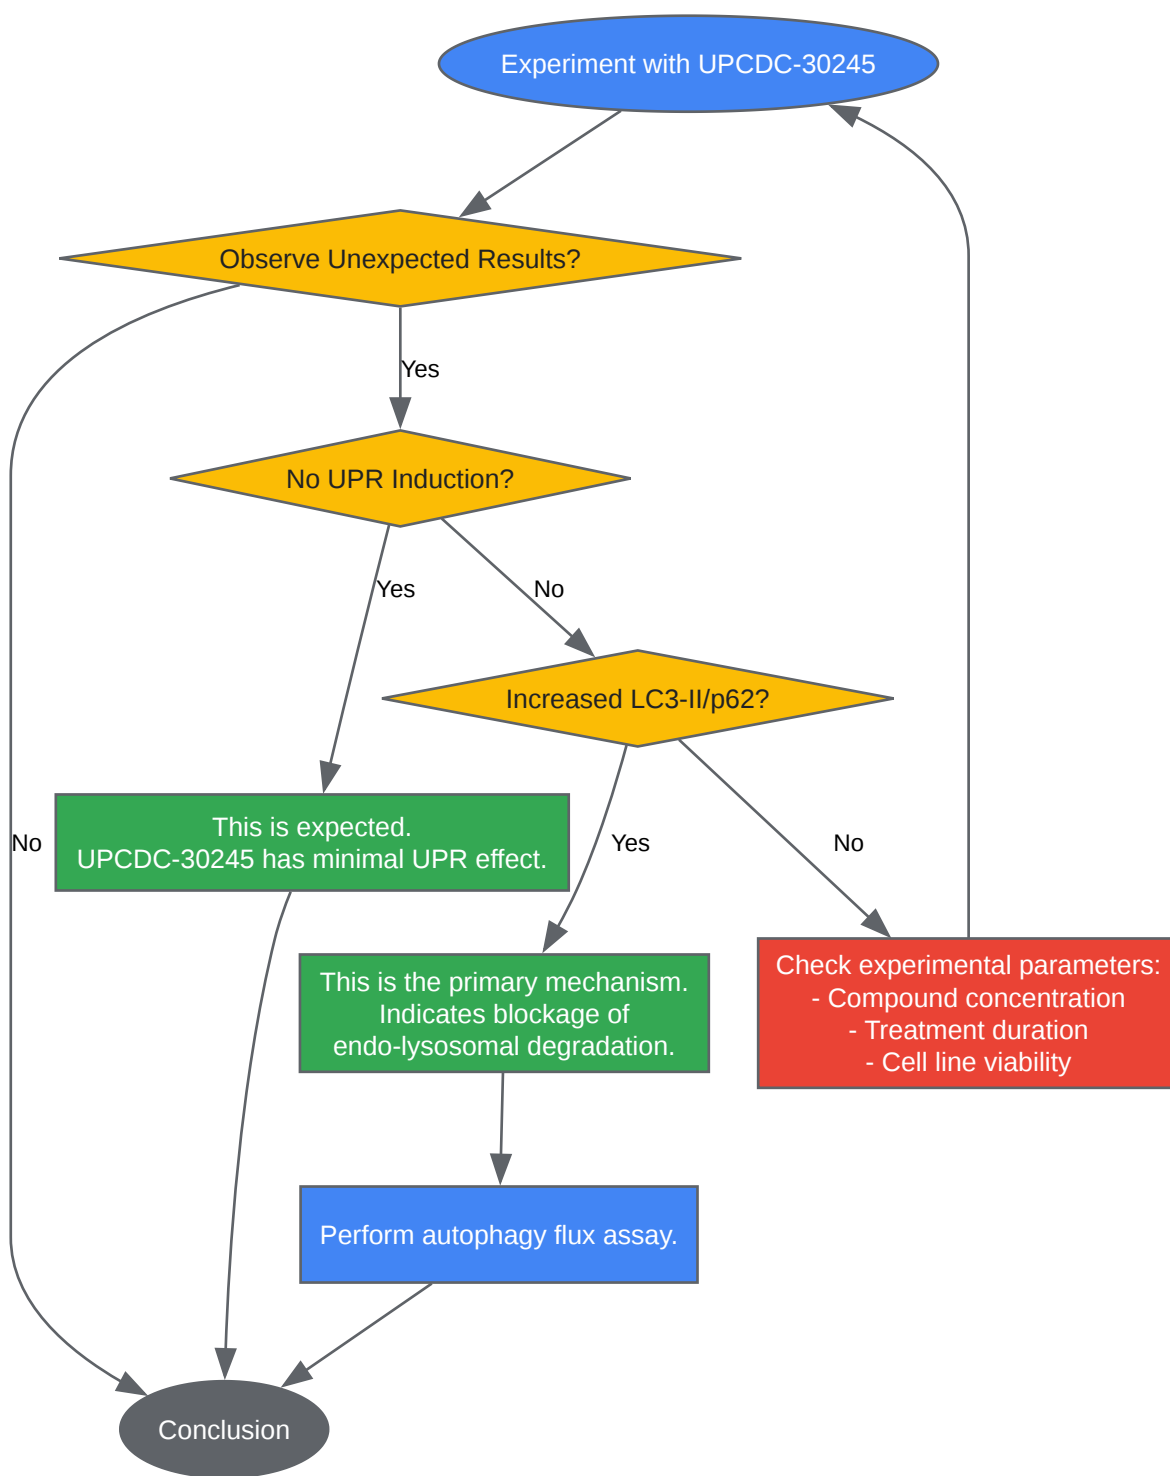 Experiment with UPCDC-30245
Observe Unexpected Results?
Yes
No UPR Induction?
Yes
No
Increased LC3-II/p62?
This is expected.
UPCDC-30245 has minimal UPR effect.
No
Yes
No
This is the primary mechanism.
Indicates blockage of
endo-lysosomal degradation.
Check experimental parameters:
- Compound concentration
- Treatment duration
- Cell line viability
Perform autophagy flux assay.
Conclusion